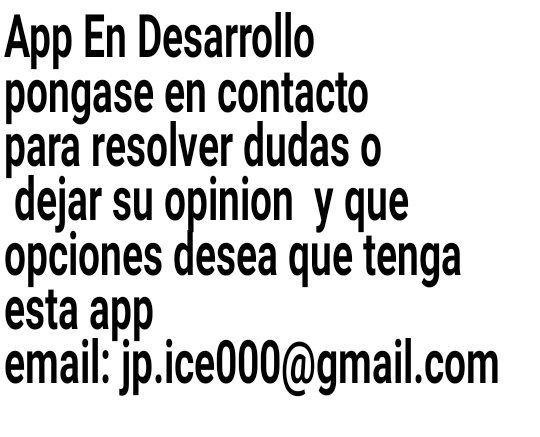 App En Desarrollo
pongase en contacto
para resolver dudas o
dejar su opinion y que
opciones desea que tenga
esta app
email: jp.ice000@gmail.com